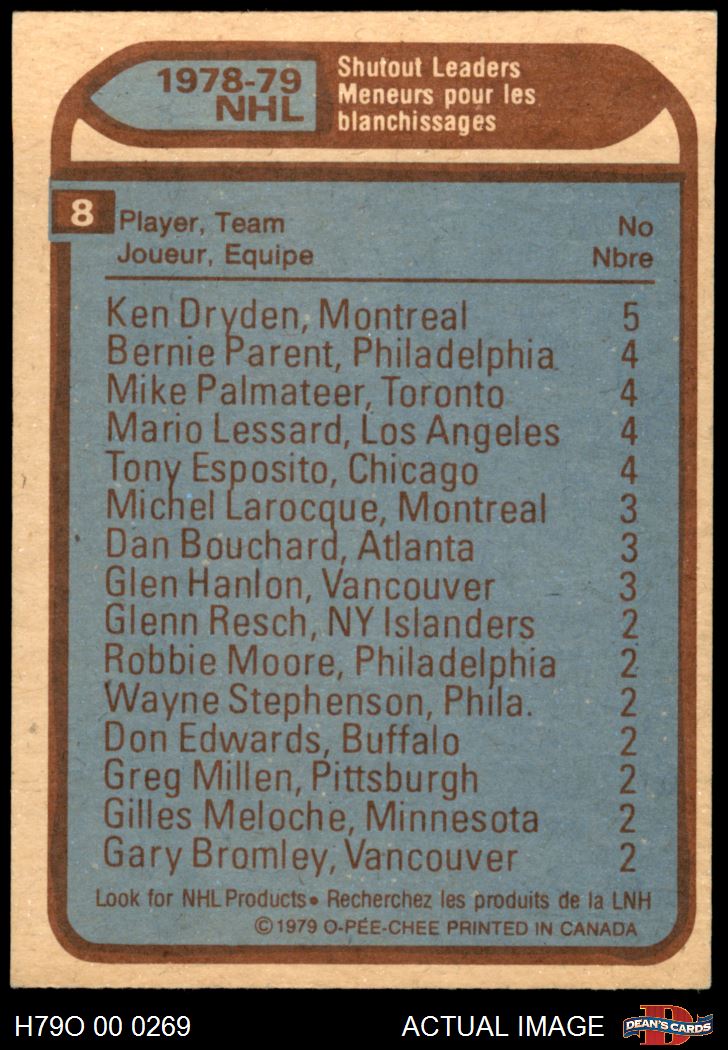 1978-79
NHL
Shutout Leaders
Meneurs pour les
blanchissages
8
Player, Team No
Joueur, Equipe Nbre
Ken Dryden, Montreal 5
Bernie Parent, Philadelphia 4
Mike Palmateer, Toronto 4
Mario Lessard, Los Angeles 4
Tony Esposito, Chicago 4
Michel Larocque, Montreal 3
Dan Bouchard, Atlanta 3
Glen Hanlon, Vancouver 3
Glenn Resch, NY Islanders 2
Robbie Moore, Philadelphia 2
Wayne Stephenson, Phila. 2
Don Edwards, Buffalo 2
Greg Millen, Pittsburgh 2
Gilles Meloche, Minnesota 2
Gary Bromley, Vancouver 2
Look for NHL Products• Recherchez les produits de la LNH
©1979 O-PÉE-CHEE PRINTED IN CANADA
H79O 00 0269 ACTUAL IMAGE D DEAN'S CARDS